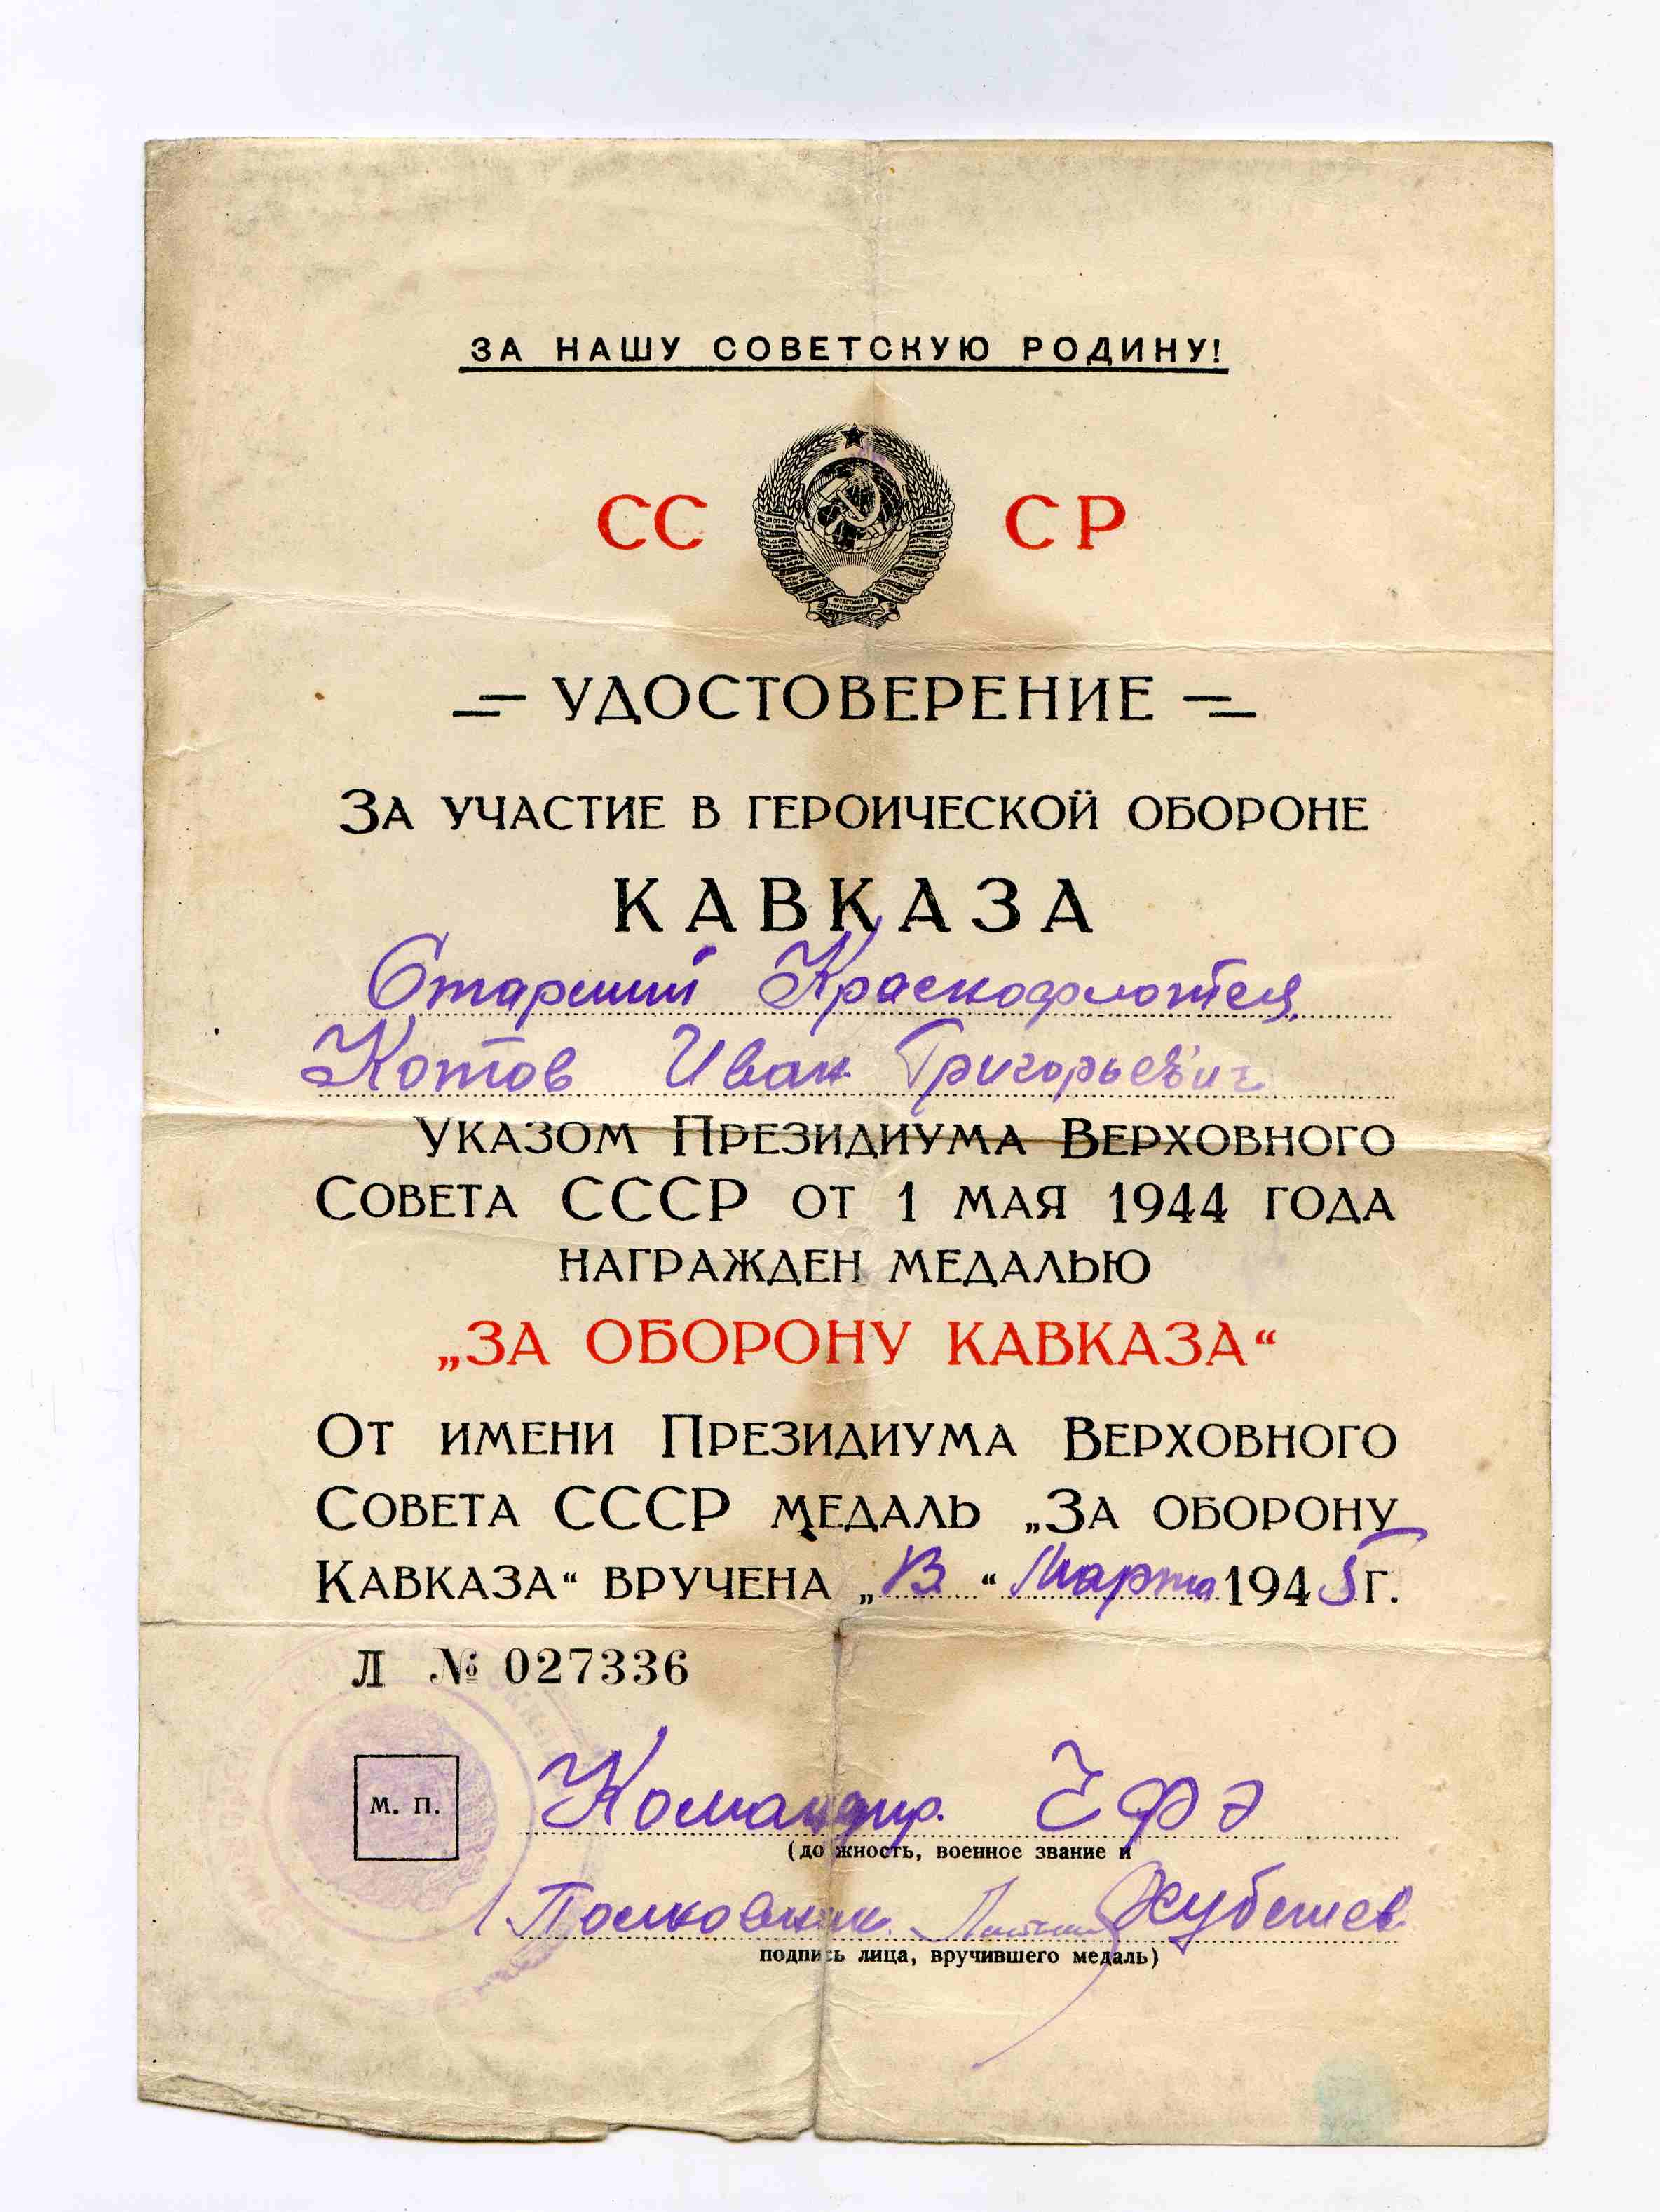 ЗА НАШУ СОВЕТСКУЮ РОДИНУ!
СССР
УДОСТОВЕРЕНИЕ
ЗА УЧАСТИЕ В ГЕРОИЧЕСКОЙ ОБОРОНЕ
КАВКАЗА
Старший Краснофлотец
Котов Иван Григорьевич
УКАЗОМ ПРЕЗИДИУМА ВЕРХОВНОГО
СОВЕТА СССР ОТ 1 МАЯ 1944 ГОДА
НАГРАЖДЕН МЕДАЛЬЮ
„ЗА ОБОРОНУ КАВКАЗА“
ОТ ИМЕНИ ПРЕЗИДИУМА ВЕРХОВНОГО
СОВЕТА СССР МЕДАЛЬ „ЗА ОБОРОНУ
КАВКАЗА“ ВРУЧЕНА „13“ Марта 1945 г.
Л № 027336
М. П.
Командир
(должность, военное звание и
Полковник
подпись лица, вручившего медаль)